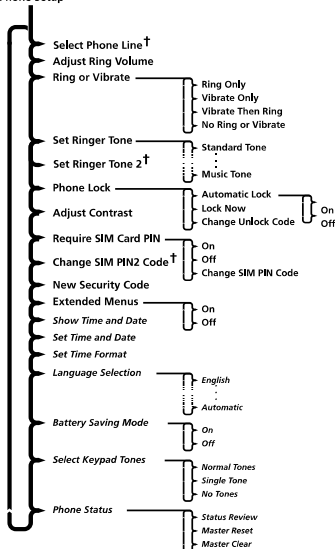 Phone Setup
Select Phone Line†
Adjust Ring Volume
Ring or Vibrate
Ring Only
Vibrate Only
Vibrate Then Ring
No Ring or Vibrate
Set Ringer Tone
Standard Tone
Set Ringer Tone 2†
Music Tone
Phone Lock
Automatic Lock
On
Off
Lock Now
Change Unlock Code
Adjust Contrast
Require SIM Card PIN
On
Off
Change SIM PIN Code
Change SIM PIN2 Code†
New Security Code
Extended Menus
On
Off
Show Time and Date
Set Time and Date
Set Time Format
Language Selection
English
Automatic
Battery Saving Mode
On
Off
Select Keypad Tones
Normal Tones
Single Tone
No Tones
Phone Status
Status Review
Master Reset
Master Clear